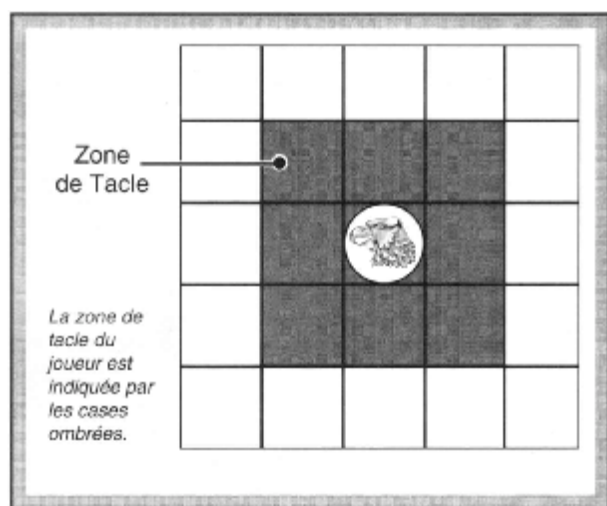 Zone
de Tacle
La zone de
tacle du
joueur est
indiquée par
les cases
ombrées.